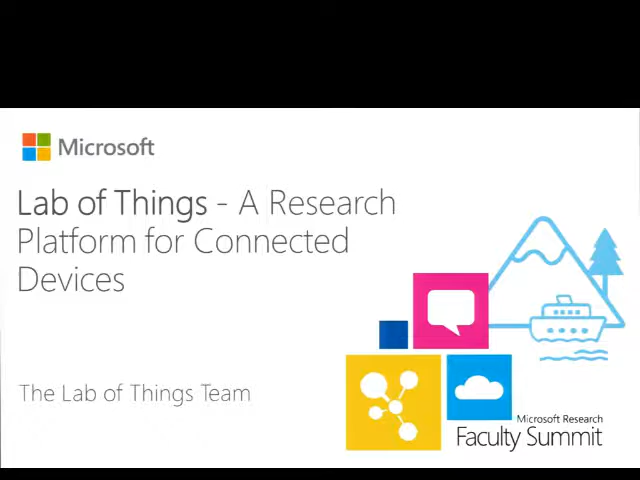 Microsoft
Lab of Things - A Research
Platform for Connected
Devices
The Lab of Things Team
Microsoft Research
Faculty Summit